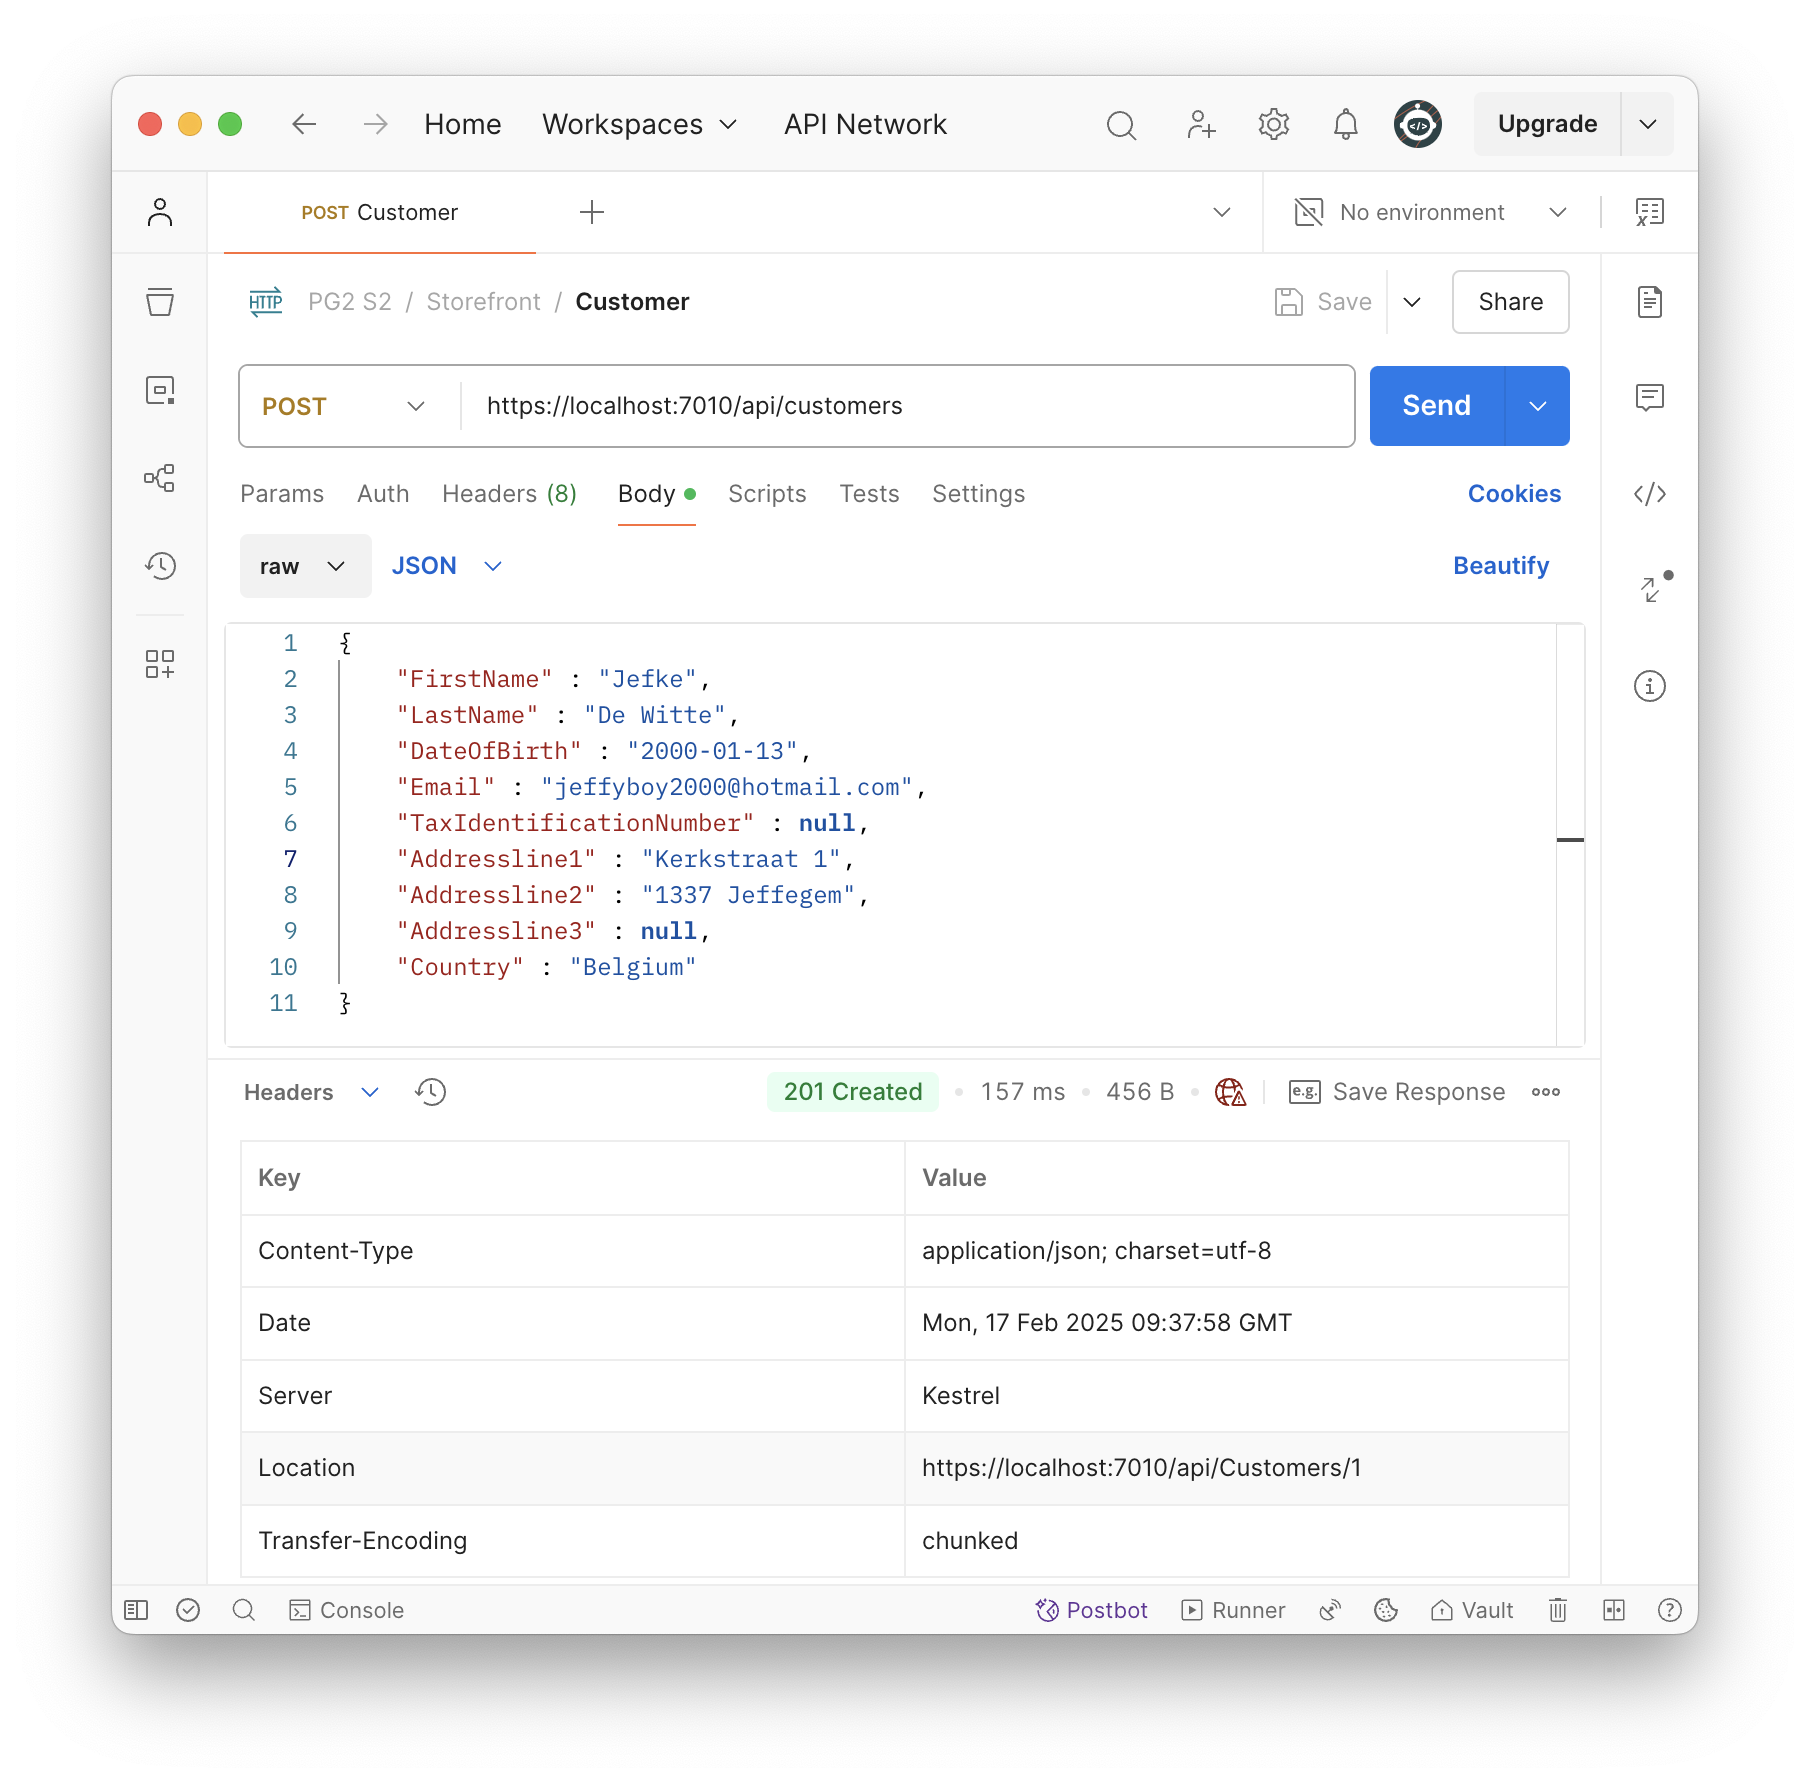 Home Workspaces API Network Upgrade
POST Customer No environment
HTTP PG2 S2 / Storefront / Customer Save Share
POST https://localhost:7010/api/customers Send
Params Auth Headers (8) Body Scripts Tests Settings Cookies
raw JSON Beautify
1 {
2 "FirstName" : "Jefke",
3 "LastName" : "De Witte",
4 "DateOfBirth" : "2000-01-13",
5 "Email" : "jeffyboy2000@hotmail.com",
6 "TaxIdentificationNumber" : null,
7 "Addressline1" : "Kerkstraat 1",
8 "Addressline2" : "1337 Jeffegem",
9 "Addressline3" : null,
10 "Country" : "Belgium"
11 }
Headers 201 Created 157 ms 456 B e.g. Save Response
Key Value
Content-Type application/json; charset=utf-8
Date Mon, 17 Feb 2025 09:37:58 GMT
Server Kestrel
Location https://localhost:7010/api/Customers/1
Transfer-Encoding chunked
Console Postbot Runner Vault